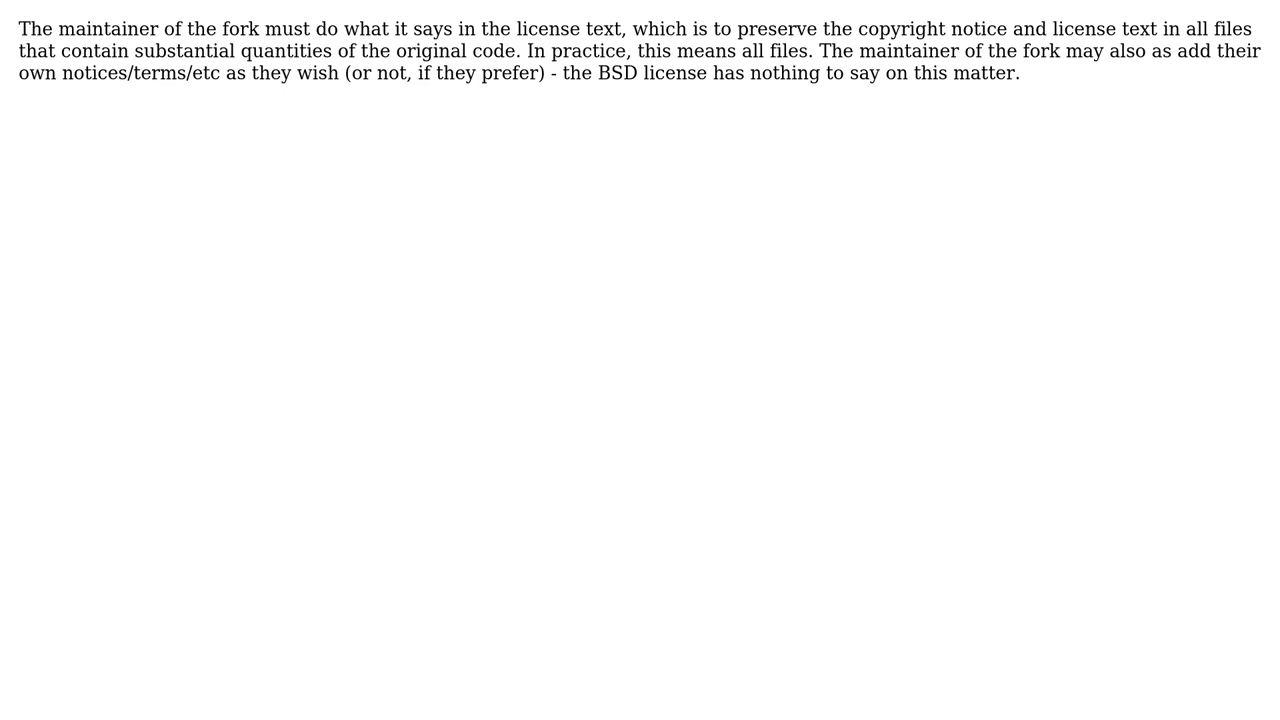 The maintainer of the fork must do what it says in the license text, which is to preserve the copyright notice and license text in all files
that contain substantial quantities of the original code. In practice, this means all files. The maintainer of the fork may also as add their
own notices/terms/etc as they wish (or not, if they prefer) - the BSD license has nothing to say on this matter.